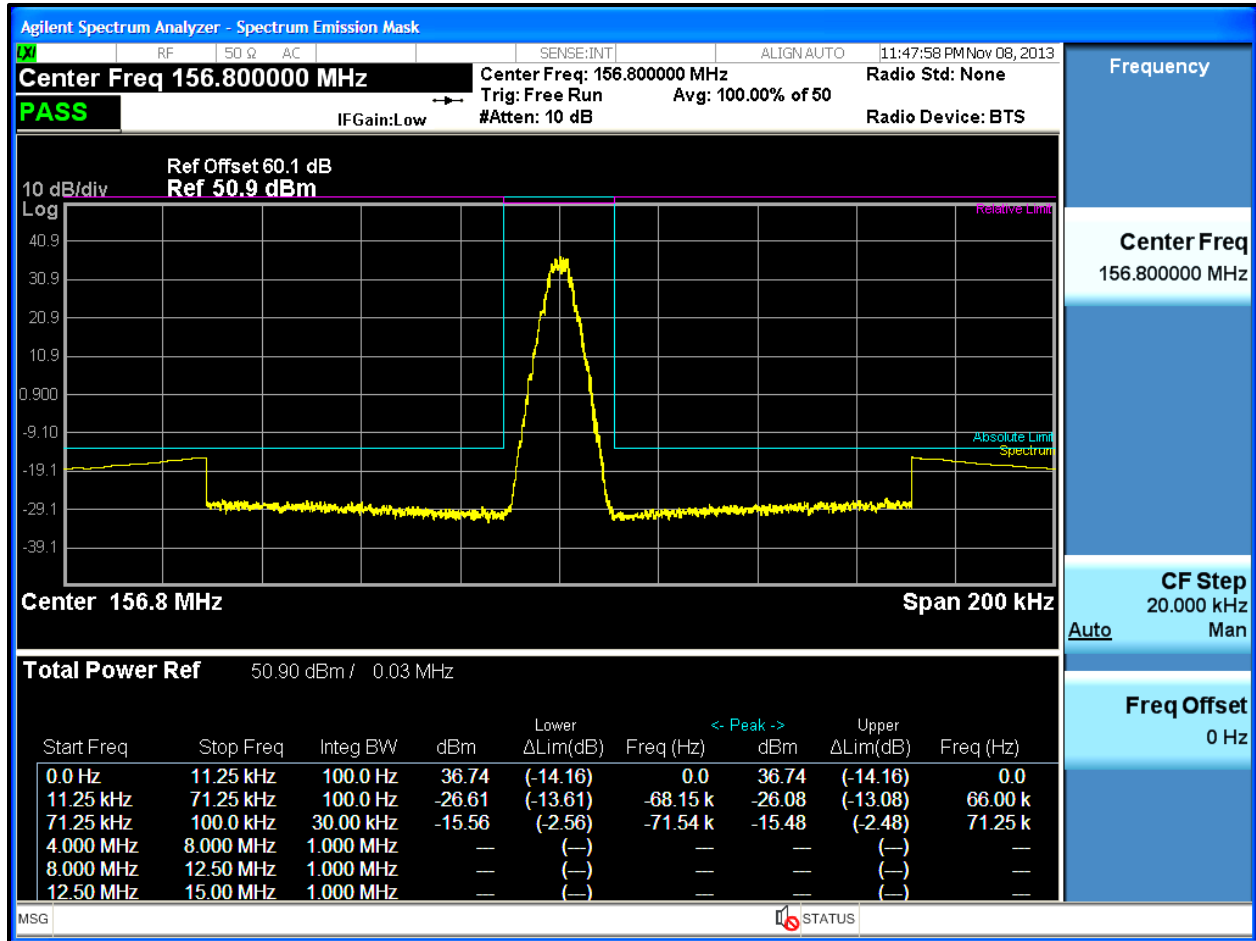 Agilent Spectrum Analyzer - Spectrum Emission Mask
LXI RF 50 Ω AC SENSE:INT ALIGN AUTO 11:47:58 PM Nov 08, 2013
Center Freq 156.800000 MHz
Center Freq: 156.800000 MHz Radio Std: None
Trig: Free Run Avg: 100.00% of 50
PASS IFGain:Low #Atten: 10 dB Radio Device: BTS
Ref Offset 60.1 dB
10 dB/div Ref 50.9 dBm
Log
Relative Limit
40.9
30.9
20.9
10.9
0.900
-9.10
Absolute Limit
Spectrum
-19.1
-29.1
-39.1
Center 156.8 MHz Span 200 kHz
Total Power Ref 50.90 dBm / 0.03 MHz
Lower <- Peak -> Upper
Start Freq Stop Freq Integ BW dBm ΔLim(dB) Freq (Hz) dBm ΔLim(dB) Freq (Hz)
0.0 Hz 11.25 kHz 100.0 Hz 36.74 (-14.16) 0.0 36.74 (-14.16) 0.0
11.25 kHz 71.25 kHz 100.0 Hz -26.61 (-13.61) -68.15 k -26.08 (-13.08) 66.00 k
71.25 kHz 100.0 kHz 30.00 kHz -15.56 (-2.56) -71.54 k -15.48 (-2.48) 71.25 k
4.000 MHz 8.000 MHz 1.000 MHz --- (---) --- --- (---) ---
8.000 MHz 12.50 MHz 1.000 MHz --- (---) --- --- (---) ---
12.50 MHz 15.00 MHz 1.000 MHz --- (---) --- --- (---) ---
MSG STATUS
Frequency
Center Freq
156.800000 MHz
CF Step
20.000 kHz
Auto Man
Freq Offset
0 Hz